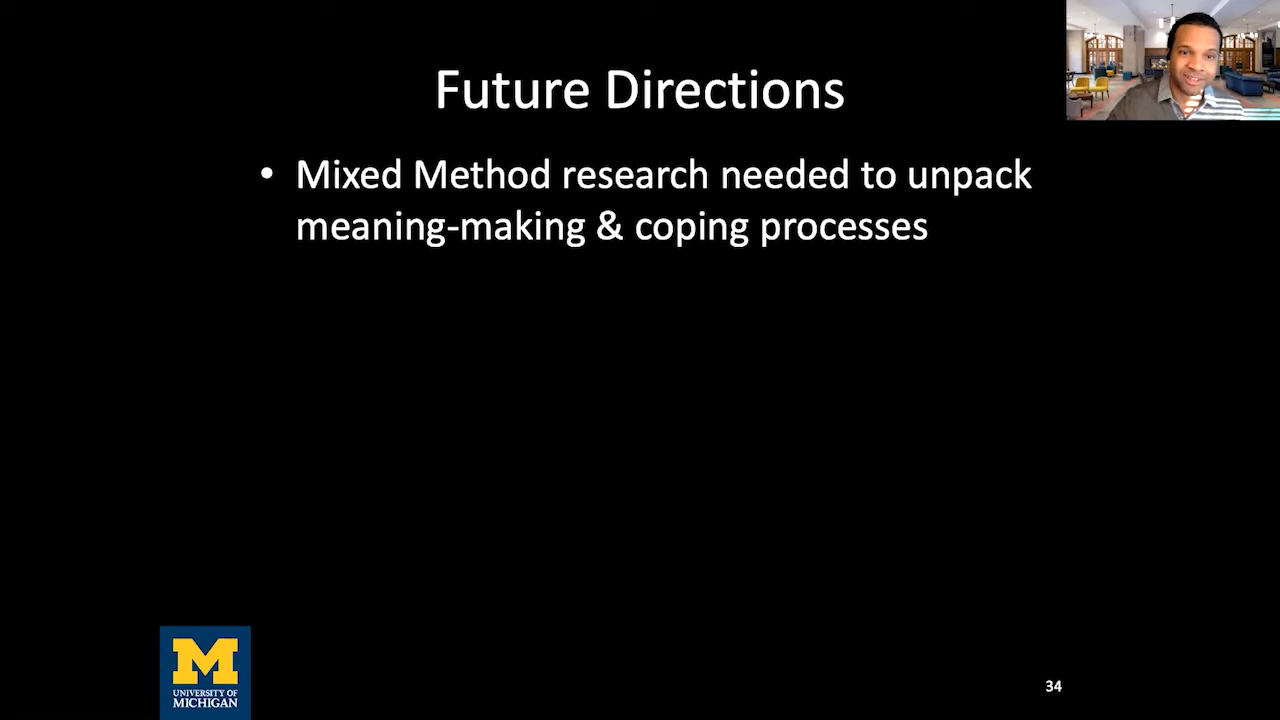 Future Directions
• Mixed Method research needed to unpack
meaning-making & coping processes
M
UNIVERSITY OF
MICHIGAN
34